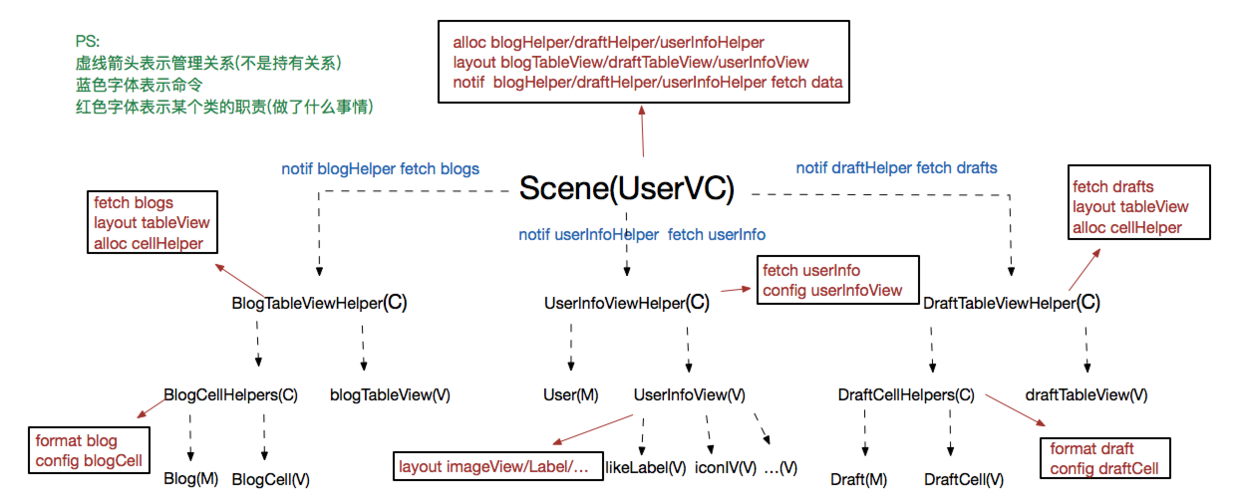 PS:
虚线箭头表示管理关系(不是持有关系)
蓝色字体表示命令
红色字体表示某个类的职责(做了什么事情)
alloc blogHelper/draftHelper/userInfoHelper
layout blogTableView/draftTableView/userInfoView
notif blogHelper/draftHelper/userInfoHelper fetch data
notif blogHelper fetch blogs
Scene(UserVC)
notif draftHelper fetch drafts
notif userInfoHelper fetch userInfo
fetch blogs
layout tableView
alloc cellHelper
fetch drafts
layout tableView
alloc cellHelper
fetch userInfo
config userInfoView
BlogTableViewHelper(C)
UserInfoViewHelper(C)
DraftTableViewHelper(C)
BlogCellHelpers(C)
blogTableView(V)
User(M)
UserInfoView(V)
DraftCellHelpers(C)
draftTableView(V)
format blog
config blogCell
Blog(M)
BlogCell(V)
layout imageView/Label/...
likeLabel(V)
iconIV(V)
...(V)
Draft(M)
DraftCell(V)
format draft
config draftCell